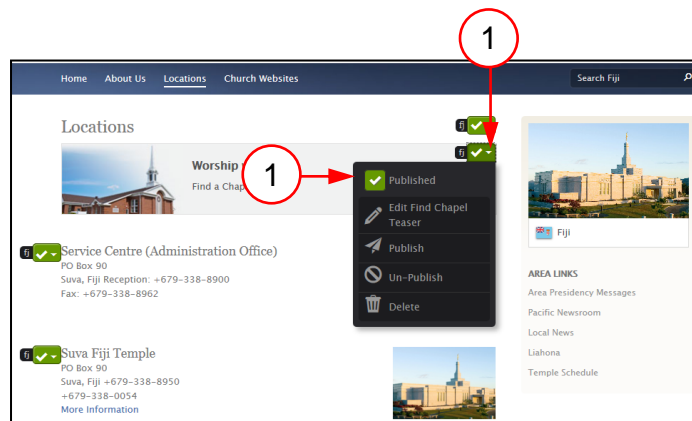 1
Home About Us Locations Church Websites Search Fiji
Locations
fj
fj
Worship
Find a Chap
1
Published
Edit Find Chapel
Teaser
Publish
Un-Publish
Delete
fj
Service Centre (Administration Office)
PO Box 90
Suva, Fiji Reception: +679-338-8900
Fax: +679-338-8962
fj
Suva Fiji Temple
PO Box 90
Suva, Fiji +679-338-8950
+679-338-0054
More Information
Fiji
AREA LINKS
Area Presidency Messages
Pacific Newsroom
Local News
Liahona
Temple Schedule